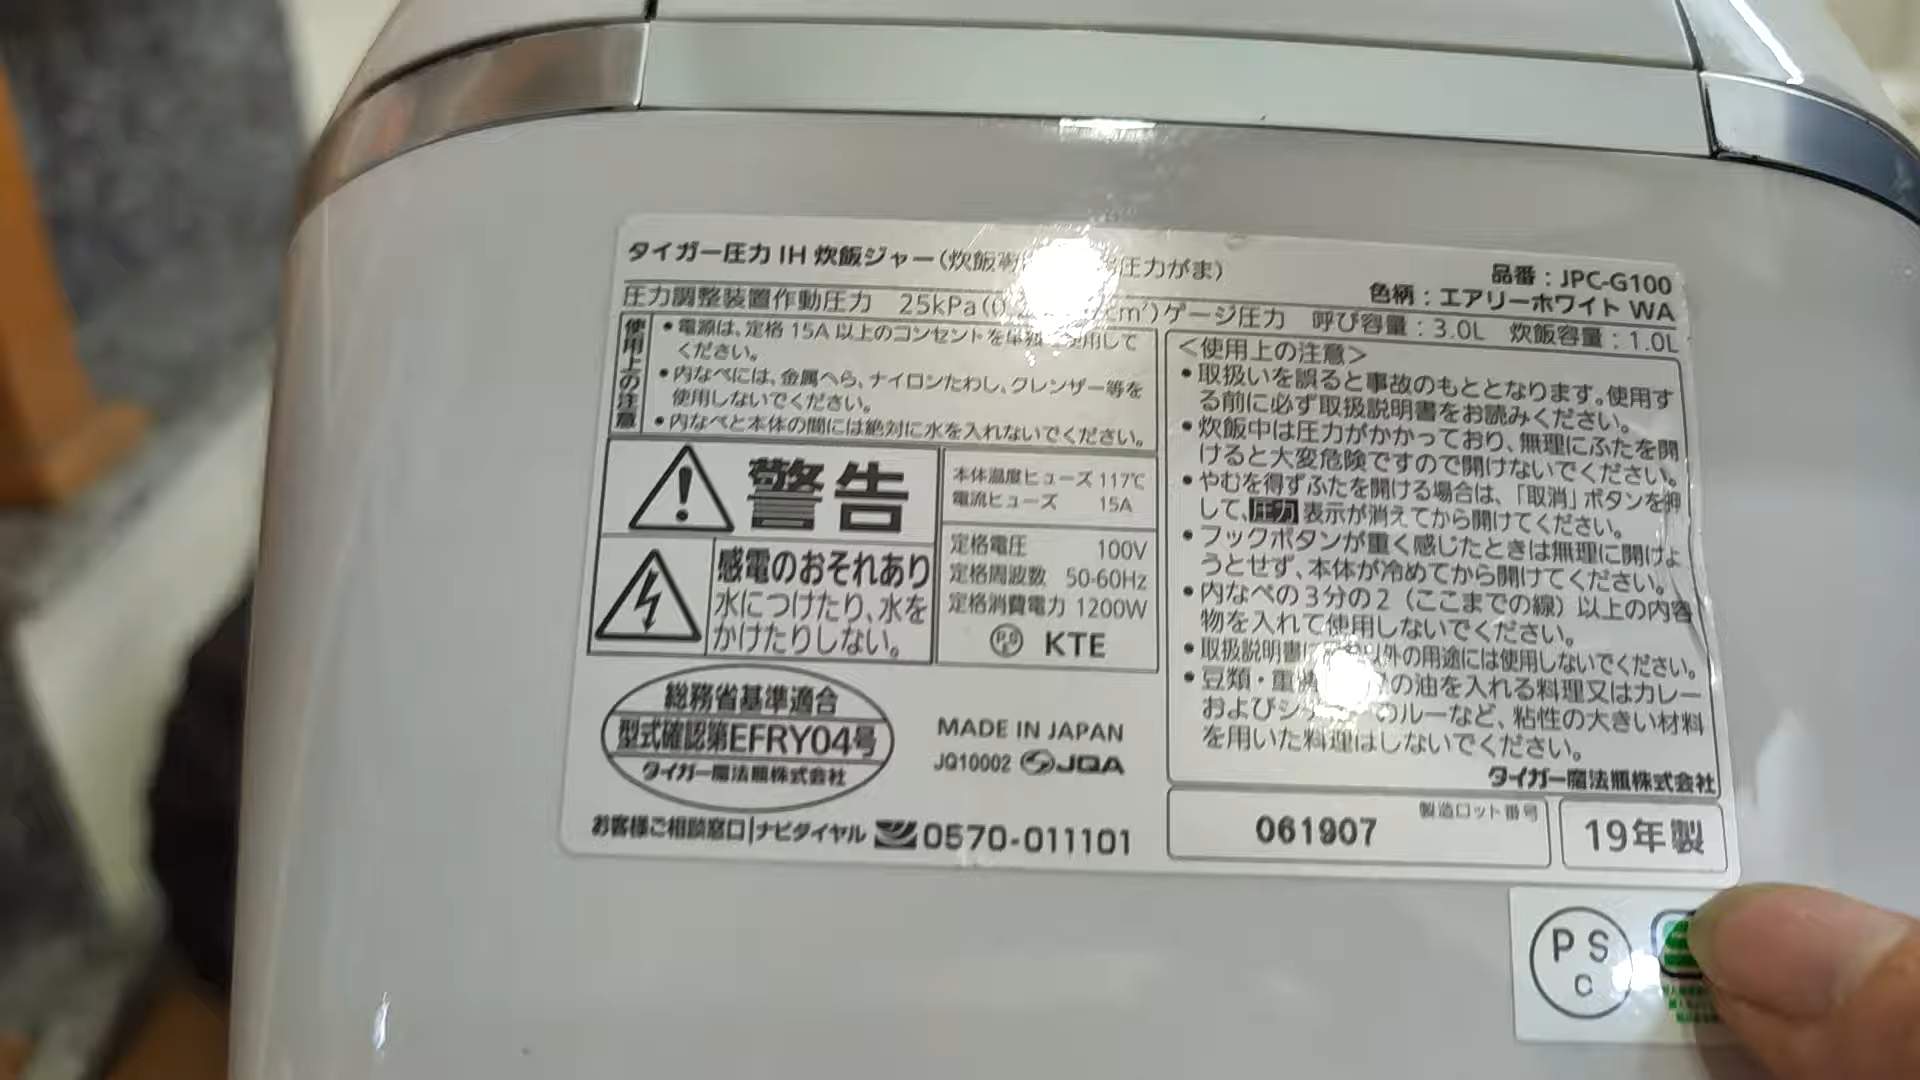 タイガー圧力IH 炊飯ジャー(炊飯 圧力がま)
品番：JPC-G100
色柄：エアリーホワイト WA
圧力調整装置作動圧力 25kPa(0. cm²)ゲージ圧力 呼び容量：3.0L 炊飯容量：1.0L
使用上の注意
•電源は、定格15A以上のコンセントを 使用して
ください。
•内なべには、金属へら、ナイロンたわし、クレンザー等を
使用しないでください。
•内なべと本体の間には絶対に水を入れないでください。
警告
感電のおそれあり
水につけたり、水を
かけたりしない。
本体温度ヒューズ 117℃
電流ヒューズ 15A
定格電圧 100V
定格周波数 50-60Hz
定格消費電力 1200W
PS KTE
総務省基準適合
型式確認第EFRY04号
タイガー魔法瓶株式会社
MADE IN JAPAN
JQ10002 JQA
お客様ご相談窓口|ナビダイヤル 0570-011101
＜使用上の注意＞
•取扱いを誤ると事故のもととなります。使用す
る前に必ず取扱説明書をお読みください。
•炊飯中は圧力がかかっており、無理にふたを開
けると大変危険ですので開けないでください。
•やむを得ずふたを開ける場合は、「取消」ボタンを押
して、圧力表示が消えてから開けてください。
•フックボタンが重く感じたときは無理に開けよ
うとせず、本体が冷めてから開けてください。
•内なべの3分の2（ここまでの線）以上の内容
物を入れて使用しないでください。
•取扱説明書に 以外の用途には使用しないでください。
•豆類・重 の油を入れる料理又はカレー
およびシチューのルーなど、粘性の大きい材料
を用いた料理はしないでください。
タイガー魔法瓶株式会社
製造ロット番号
061907
19年製
PS
C